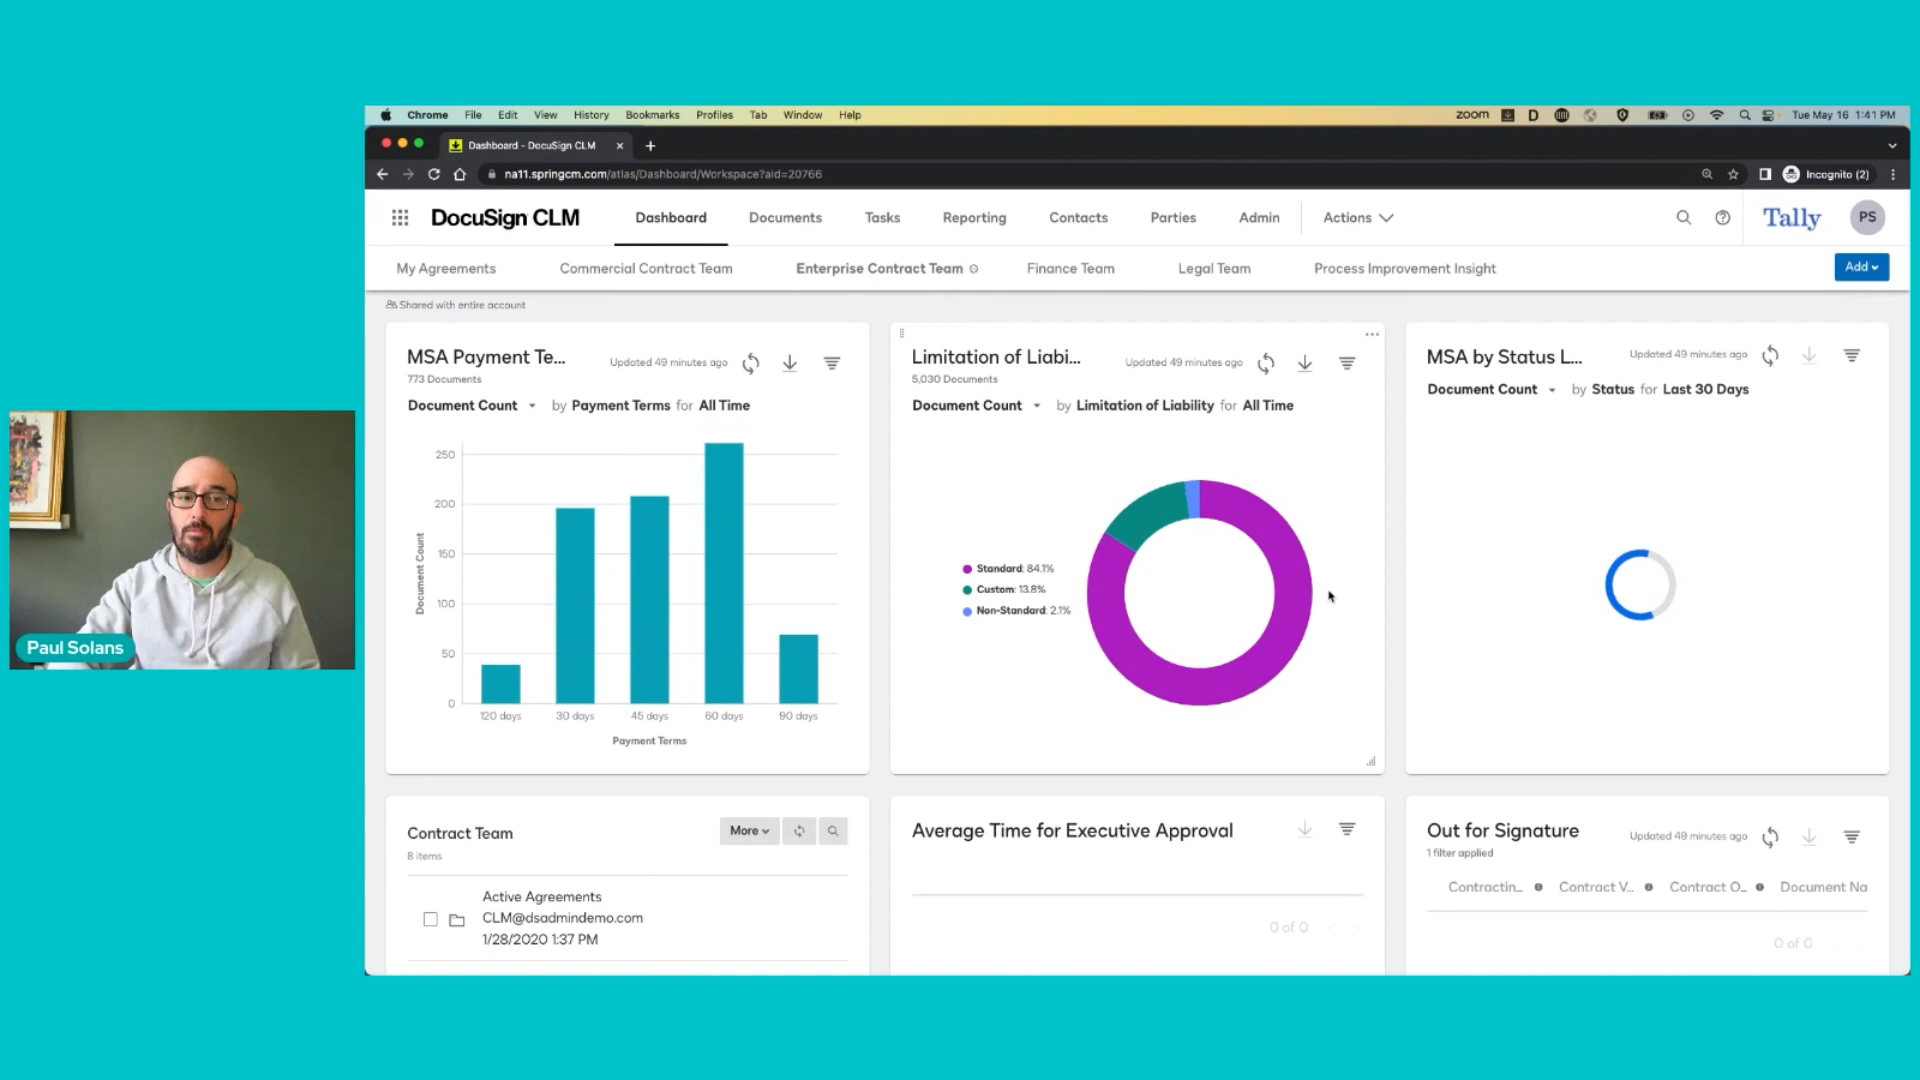 Chrome File Edit View History Bookmarks Profiles Tab Window Help
zoom D Tue May 16 1:41 PM
Dashboard - DocuSign CLM
na11.springcm.com/atlas/Dashboard/Workspace?aid=20766
Incognito (2)
DocuSign CLM Dashboard Documents Tasks Reporting Contacts Parties Admin Actions Tally PS
My Agreements Commercial Contract Team Enterprise Contract Team Finance Team Legal Team Process Improvement Insight Add
Shared with entire account
MSA Payment Te...
Updated 49 minutes ago
773 Documents
Document Count by Payment Terms for All Time
250
200
150
100
50
0
Document Count
120 days 30 days 45 days 60 days 90 days
Payment Terms
Limitation of Liabi...
Updated 49 minutes ago
5,030 Documents
Document Count by Limitation of Liability for All Time
Standard: 84.1%
Custom: 13.8%
Non-Standard: 2.1%
MSA by Status L...
Updated 49 minutes ago
Document Count by Status for Last 30 Days
Contract Team
More
8 items
Active Agreements
CLM@dsadmindemo.com
1/28/2020 1:37 PM
Average Time for Executive Approval
0 of 0
Out for Signature
Updated 49 minutes ago
1 filter applied
Contractin... Contract V... Contract O... Document Na
0 of 0
Paul Solans